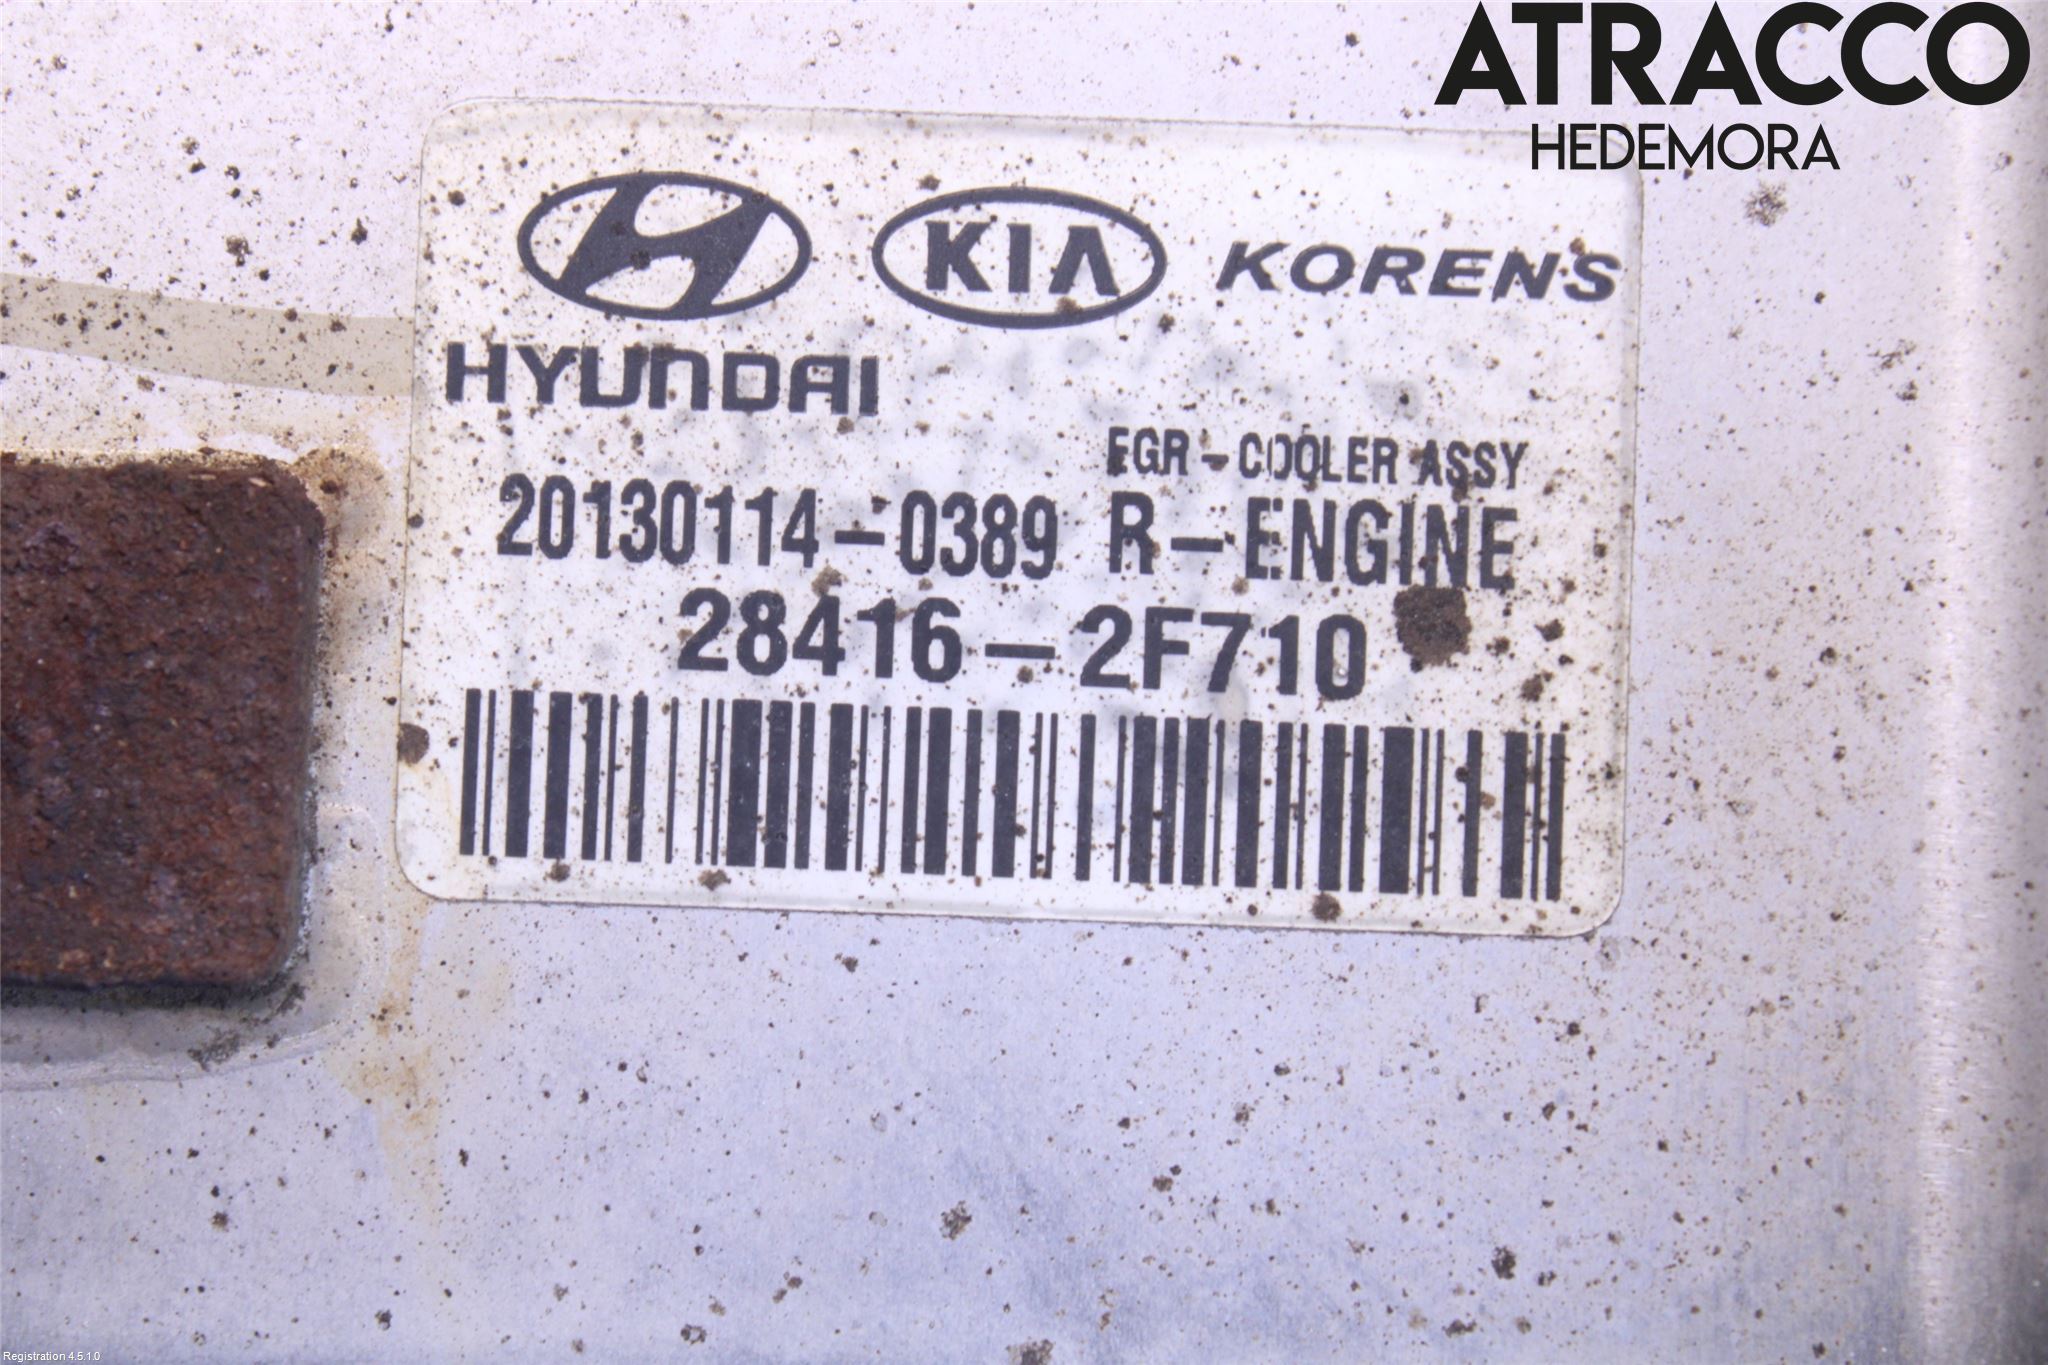 ATRACCO
HEDEMORA
KIA KORENS
HYUNDAI
EGR-COOLER ASSY
20130114-0389 R-ENGINE
28416-2F710
Registration 4.5.1.0